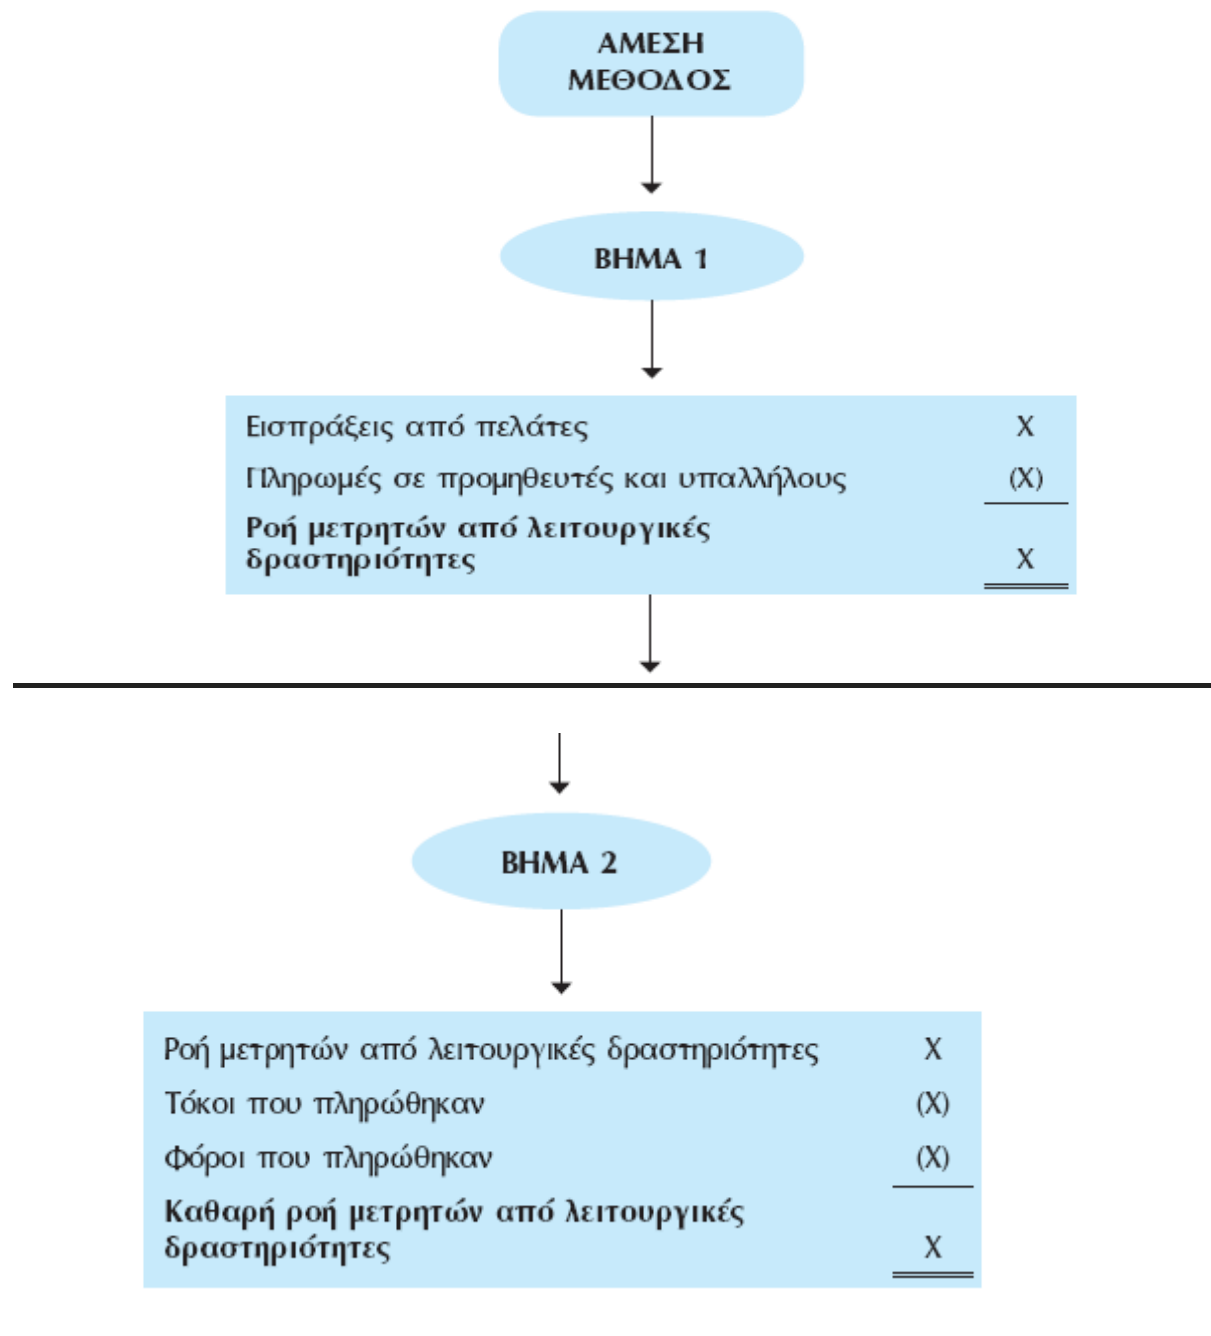 ΑΜΕΣΗ
ΜΕΘΟΔΟΣ
ΒΗΜΑ 1
Εισπράξεις από πελάτες X
Πληρωμές σε προμηθευτές και υπαλλήλους (X)
Ροή μετρητών από λειτουργικές
δραστηριότητες X
ΒΗΜΑ 2
Ροή μετρητών από λειτουργικές δραστηριότητες X
Τόκοι που πληρώθηκαν (X)
Φόροι που πληρώθηκαν (X)
Καθαρή ροή μετρητών από λειτουργικές
δραστηριότητες X